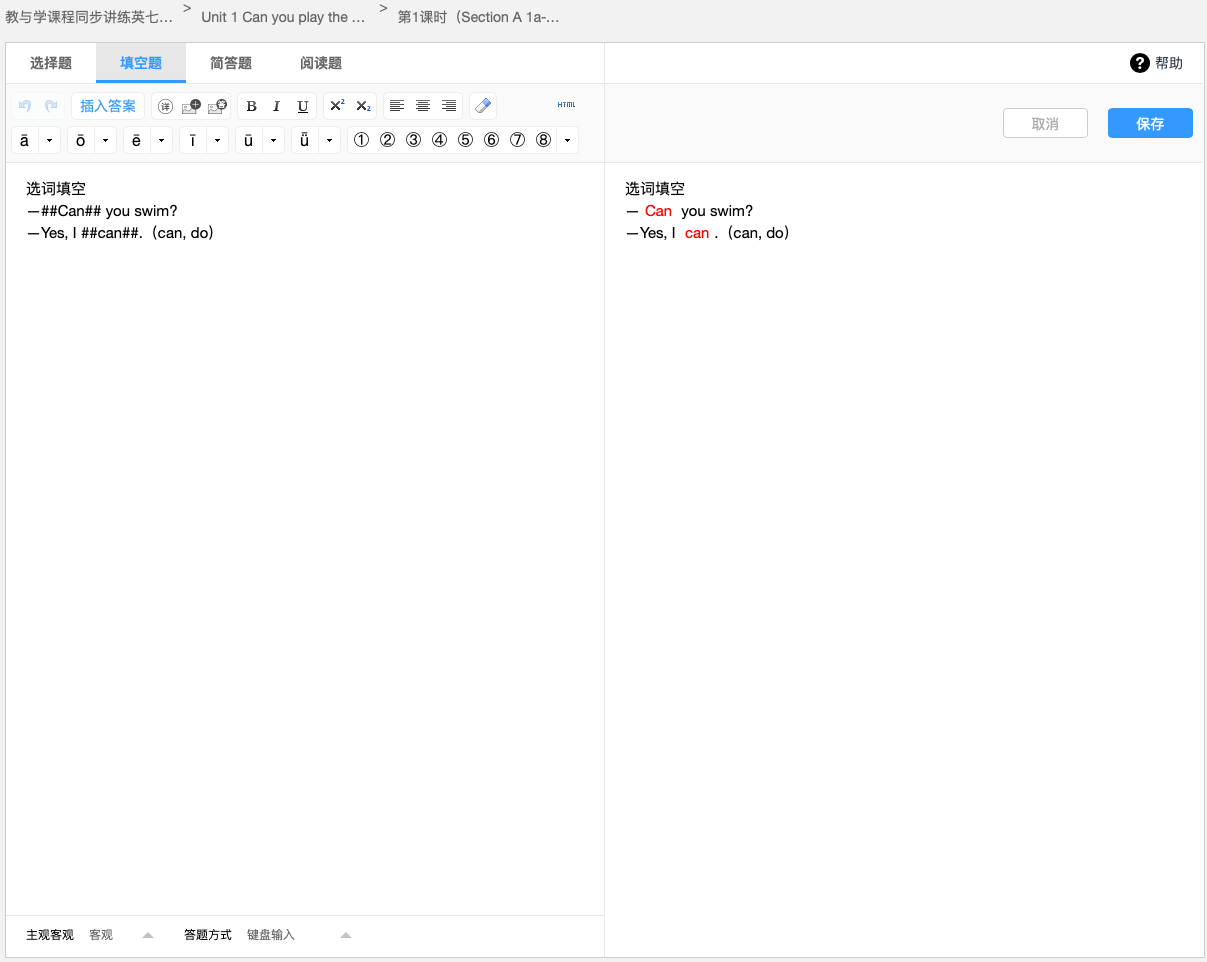 教与学课程同步讲练英七... > Unit 1 Can you play the ... > 第1课时（Section A 1a-...
选择题 填空题 简答题 阅读题 ? 帮助
插入答案 详 B I U X² X₂ HTML
取消 保存
ā ō ē ī ū ǖ ① ② ③ ④ ⑤ ⑥ ⑦ ⑧
选词填空
—##Can## you swim?
—Yes, I ##can##.（can, do）
选词填空
— Can you swim?
—Yes, I can .（can, do）
主观客观 客观 答题方式 键盘输入